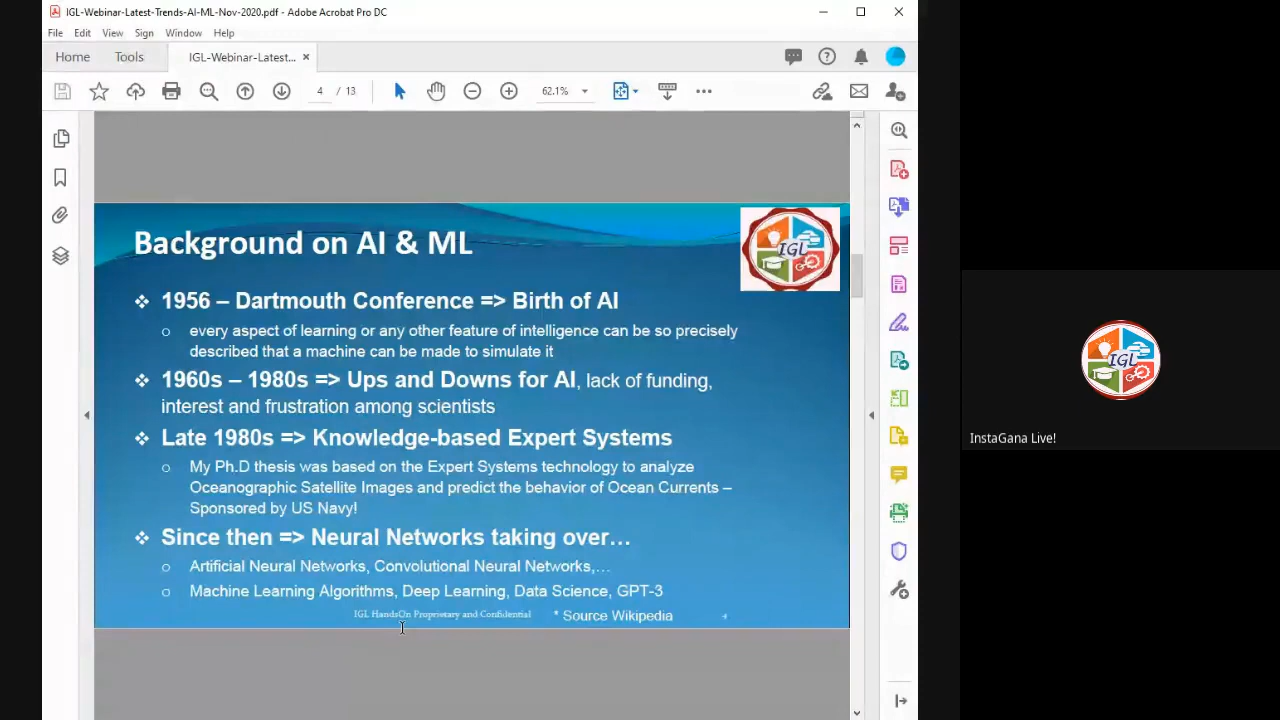 IGL-Webinar-Latest-Trends-AI-ML-Nov-2020.pdf - Adobe Acrobat Pro DC
File Edit View Sign Window Help
Home Tools IGL-Webinar-Latest... ×
4 / 13 62.1%
Background on AI & ML
IGL
❖ 1956 – Dartmouth Conference => Birth of AI
o every aspect of learning or any other feature of intelligence can be so precisely
described that a machine can be made to simulate it
❖ 1960s – 1980s => Ups and Downs for AI, lack of funding,
interest and frustration among scientists
❖ Late 1980s => Knowledge-based Expert Systems
o My Ph.D thesis was based on the Expert Systems technology to analyze
Oceanographic Satellite Images and predict the behavior of Ocean Currents –
Sponsored by US Navy!
❖ Since then => Neural Networks taking over…
o Artificial Neural Networks, Convolutional Neural Networks,…
o Machine Learning Algorithms, Deep Learning, Data Science, GPT-3
IGL HandsOn Proprietary and Confidential * Source Wikipedia 4
IGL
InstaGana Live!